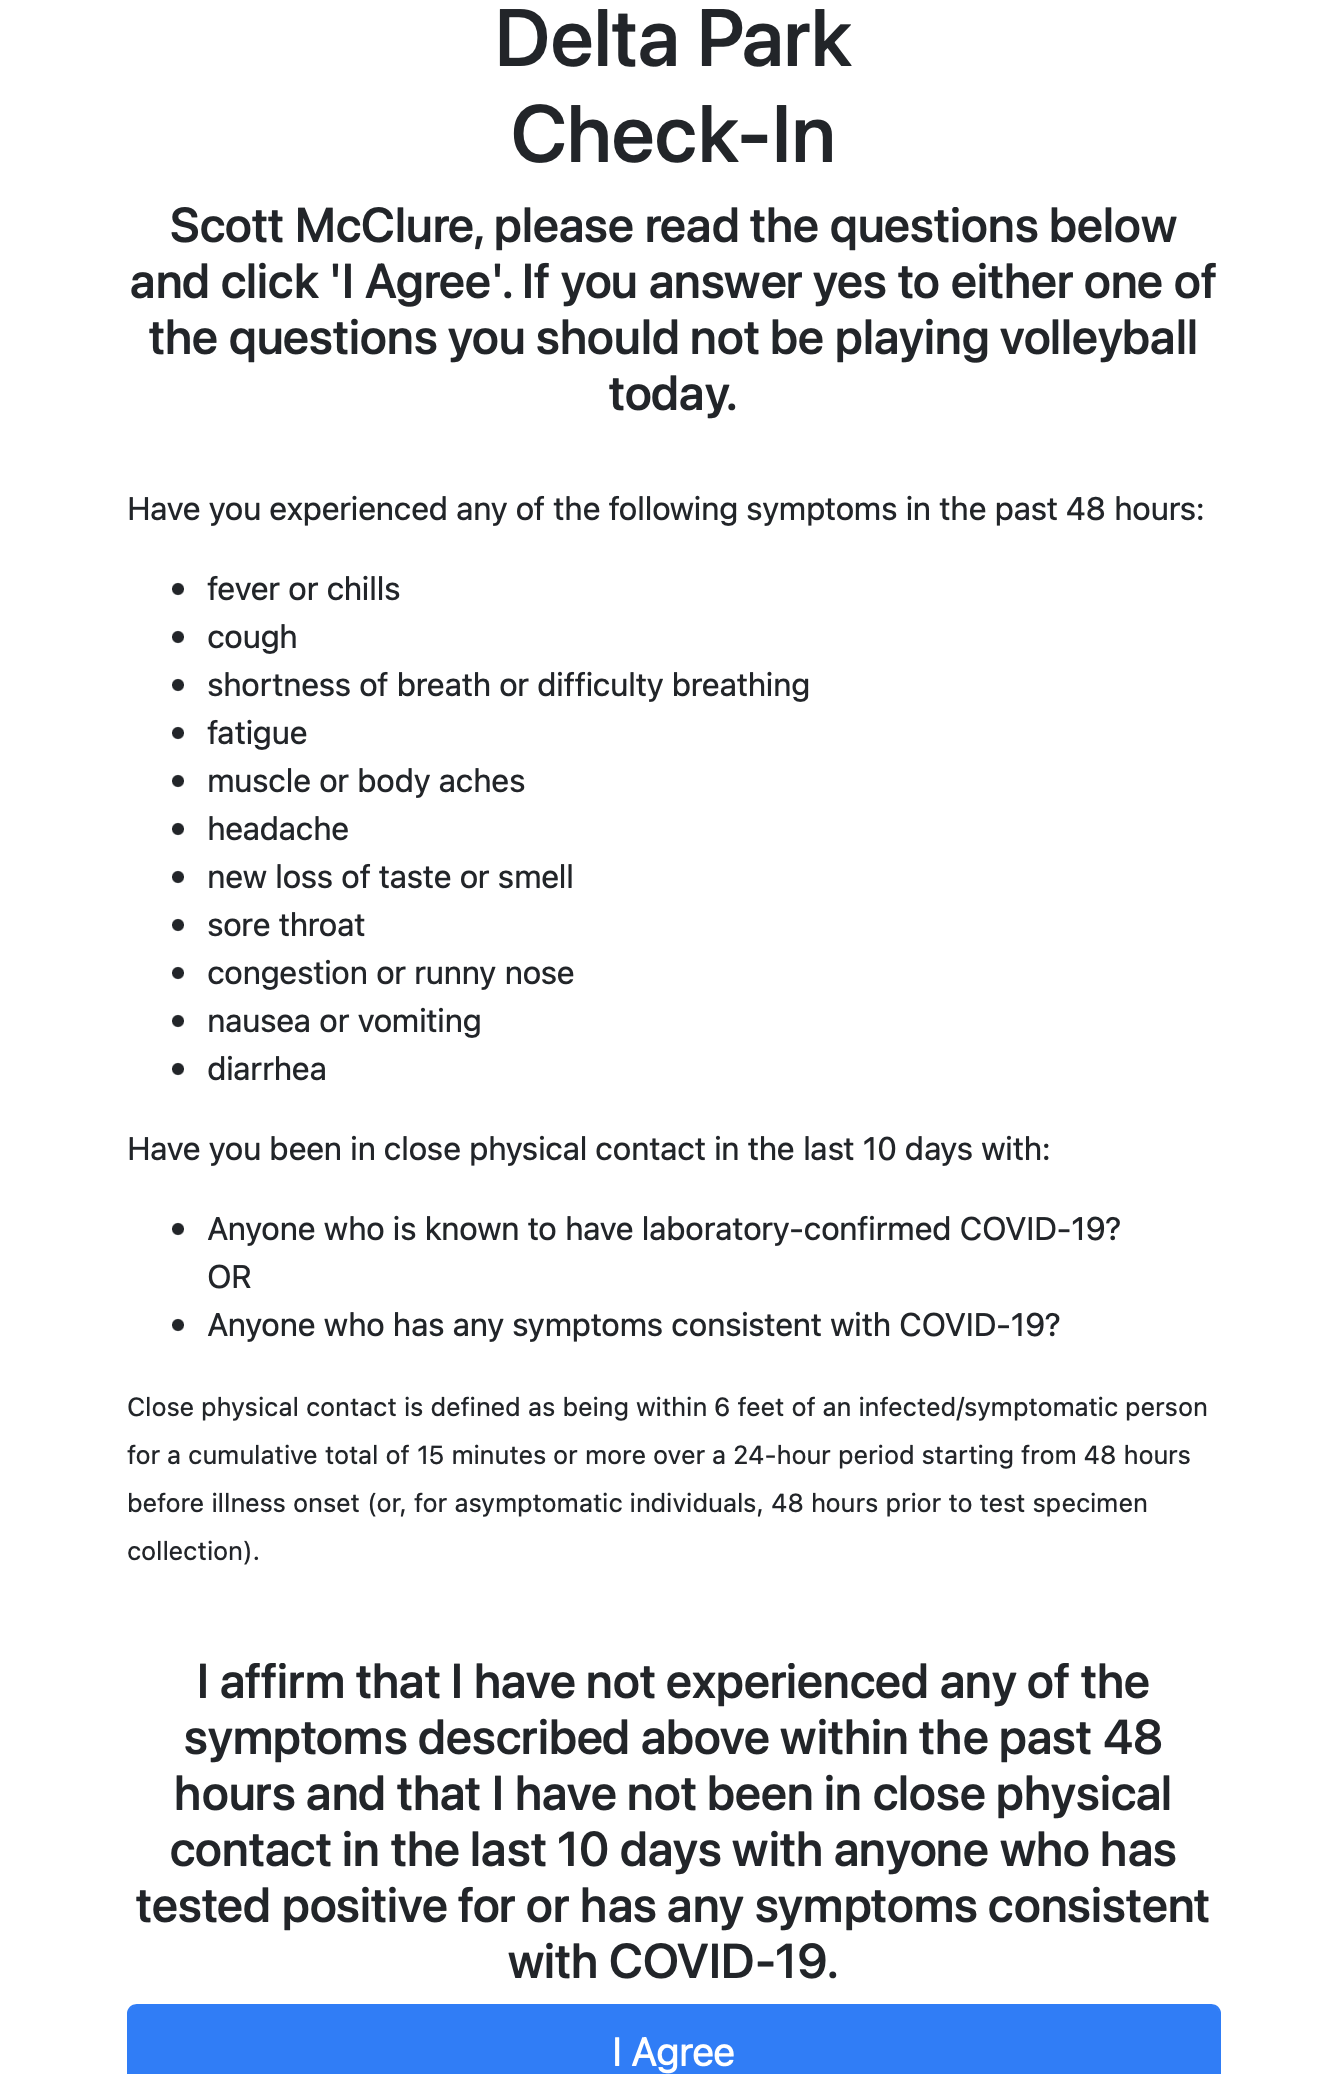 Delta Park
Check-In
Scott McClure, please read the questions below
and click 'I Agree'. If you answer yes to either one of
the questions you should not be playing volleyball
today.
Have you experienced any of the following symptoms in the past 48 hours:
• fever or chills
• cough
• shortness of breath or difficulty breathing
• fatigue
• muscle or body aches
• headache
• new loss of taste or smell
• sore throat
• congestion or runny nose
• nausea or vomiting
• diarrhea
Have you been in close physical contact in the last 10 days with:
• Anyone who is known to have laboratory-confirmed COVID-19?
OR
• Anyone who has any symptoms consistent with COVID-19?
Close physical contact is defined as being within 6 feet of an infected/symptomatic person
for a cumulative total of 15 minutes or more over a 24-hour period starting from 48 hours
before illness onset (or, for asymptomatic individuals, 48 hours prior to test specimen
collection).
I affirm that I have not experienced any of the
symptoms described above within the past 48
hours and that I have not been in close physical
contact in the last 10 days with anyone who has
tested positive for or has any symptoms consistent
with COVID-19.
I Agree